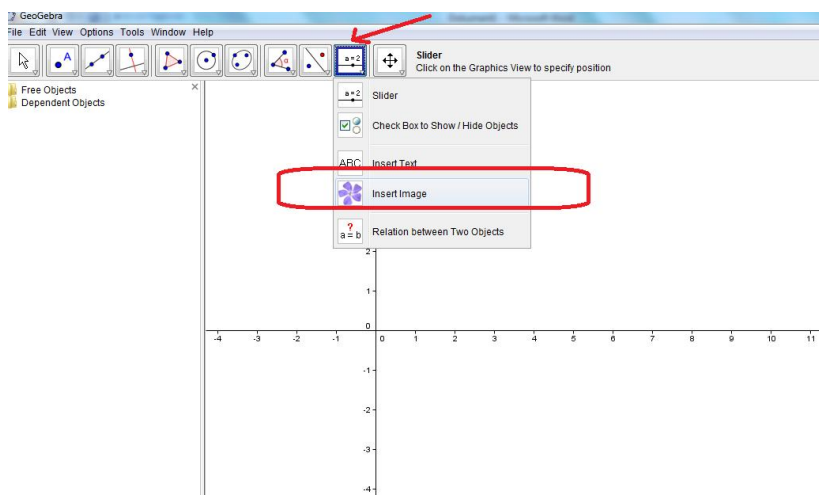 GeoGebra
File Edit View Options Tools Window Help
A
α
a=2
Slider
Click on the Graphics View to specify position
Free Objects
Dependent Objects
a=2 Slider
Check Box to Show / Hide Objects
ABC Insert Text
Insert Image
?
a = b Relation between Two Objects
2
1
0
-4 -3 -2 -1 0 1 2 3 4 5 6 7 8 9 10 11
-1
-2
-3
-4